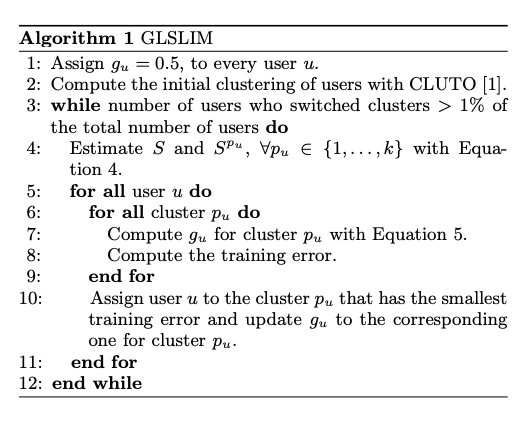 Algorithm 1 GLSLIM
1: Assign g_u = 0.5, to every user u.
2: Compute the initial clustering of users with CLUTO [1].
3: while number of users who switched clusters > 1% of
the total number of users do
4: Estimate S and S^{p_u}, ∀p_u ∈ {1, . . . , k} with Equa-
tion 4.
5: for all user u do
6: for all cluster p_u do
7: Compute g_u for cluster p_u with Equation 5.
8: Compute the training error.
9: end for
10: Assign user u to the cluster p_u that has the smallest
training error and update g_u to the corresponding
one for cluster p_u.
11: end for
12: end while